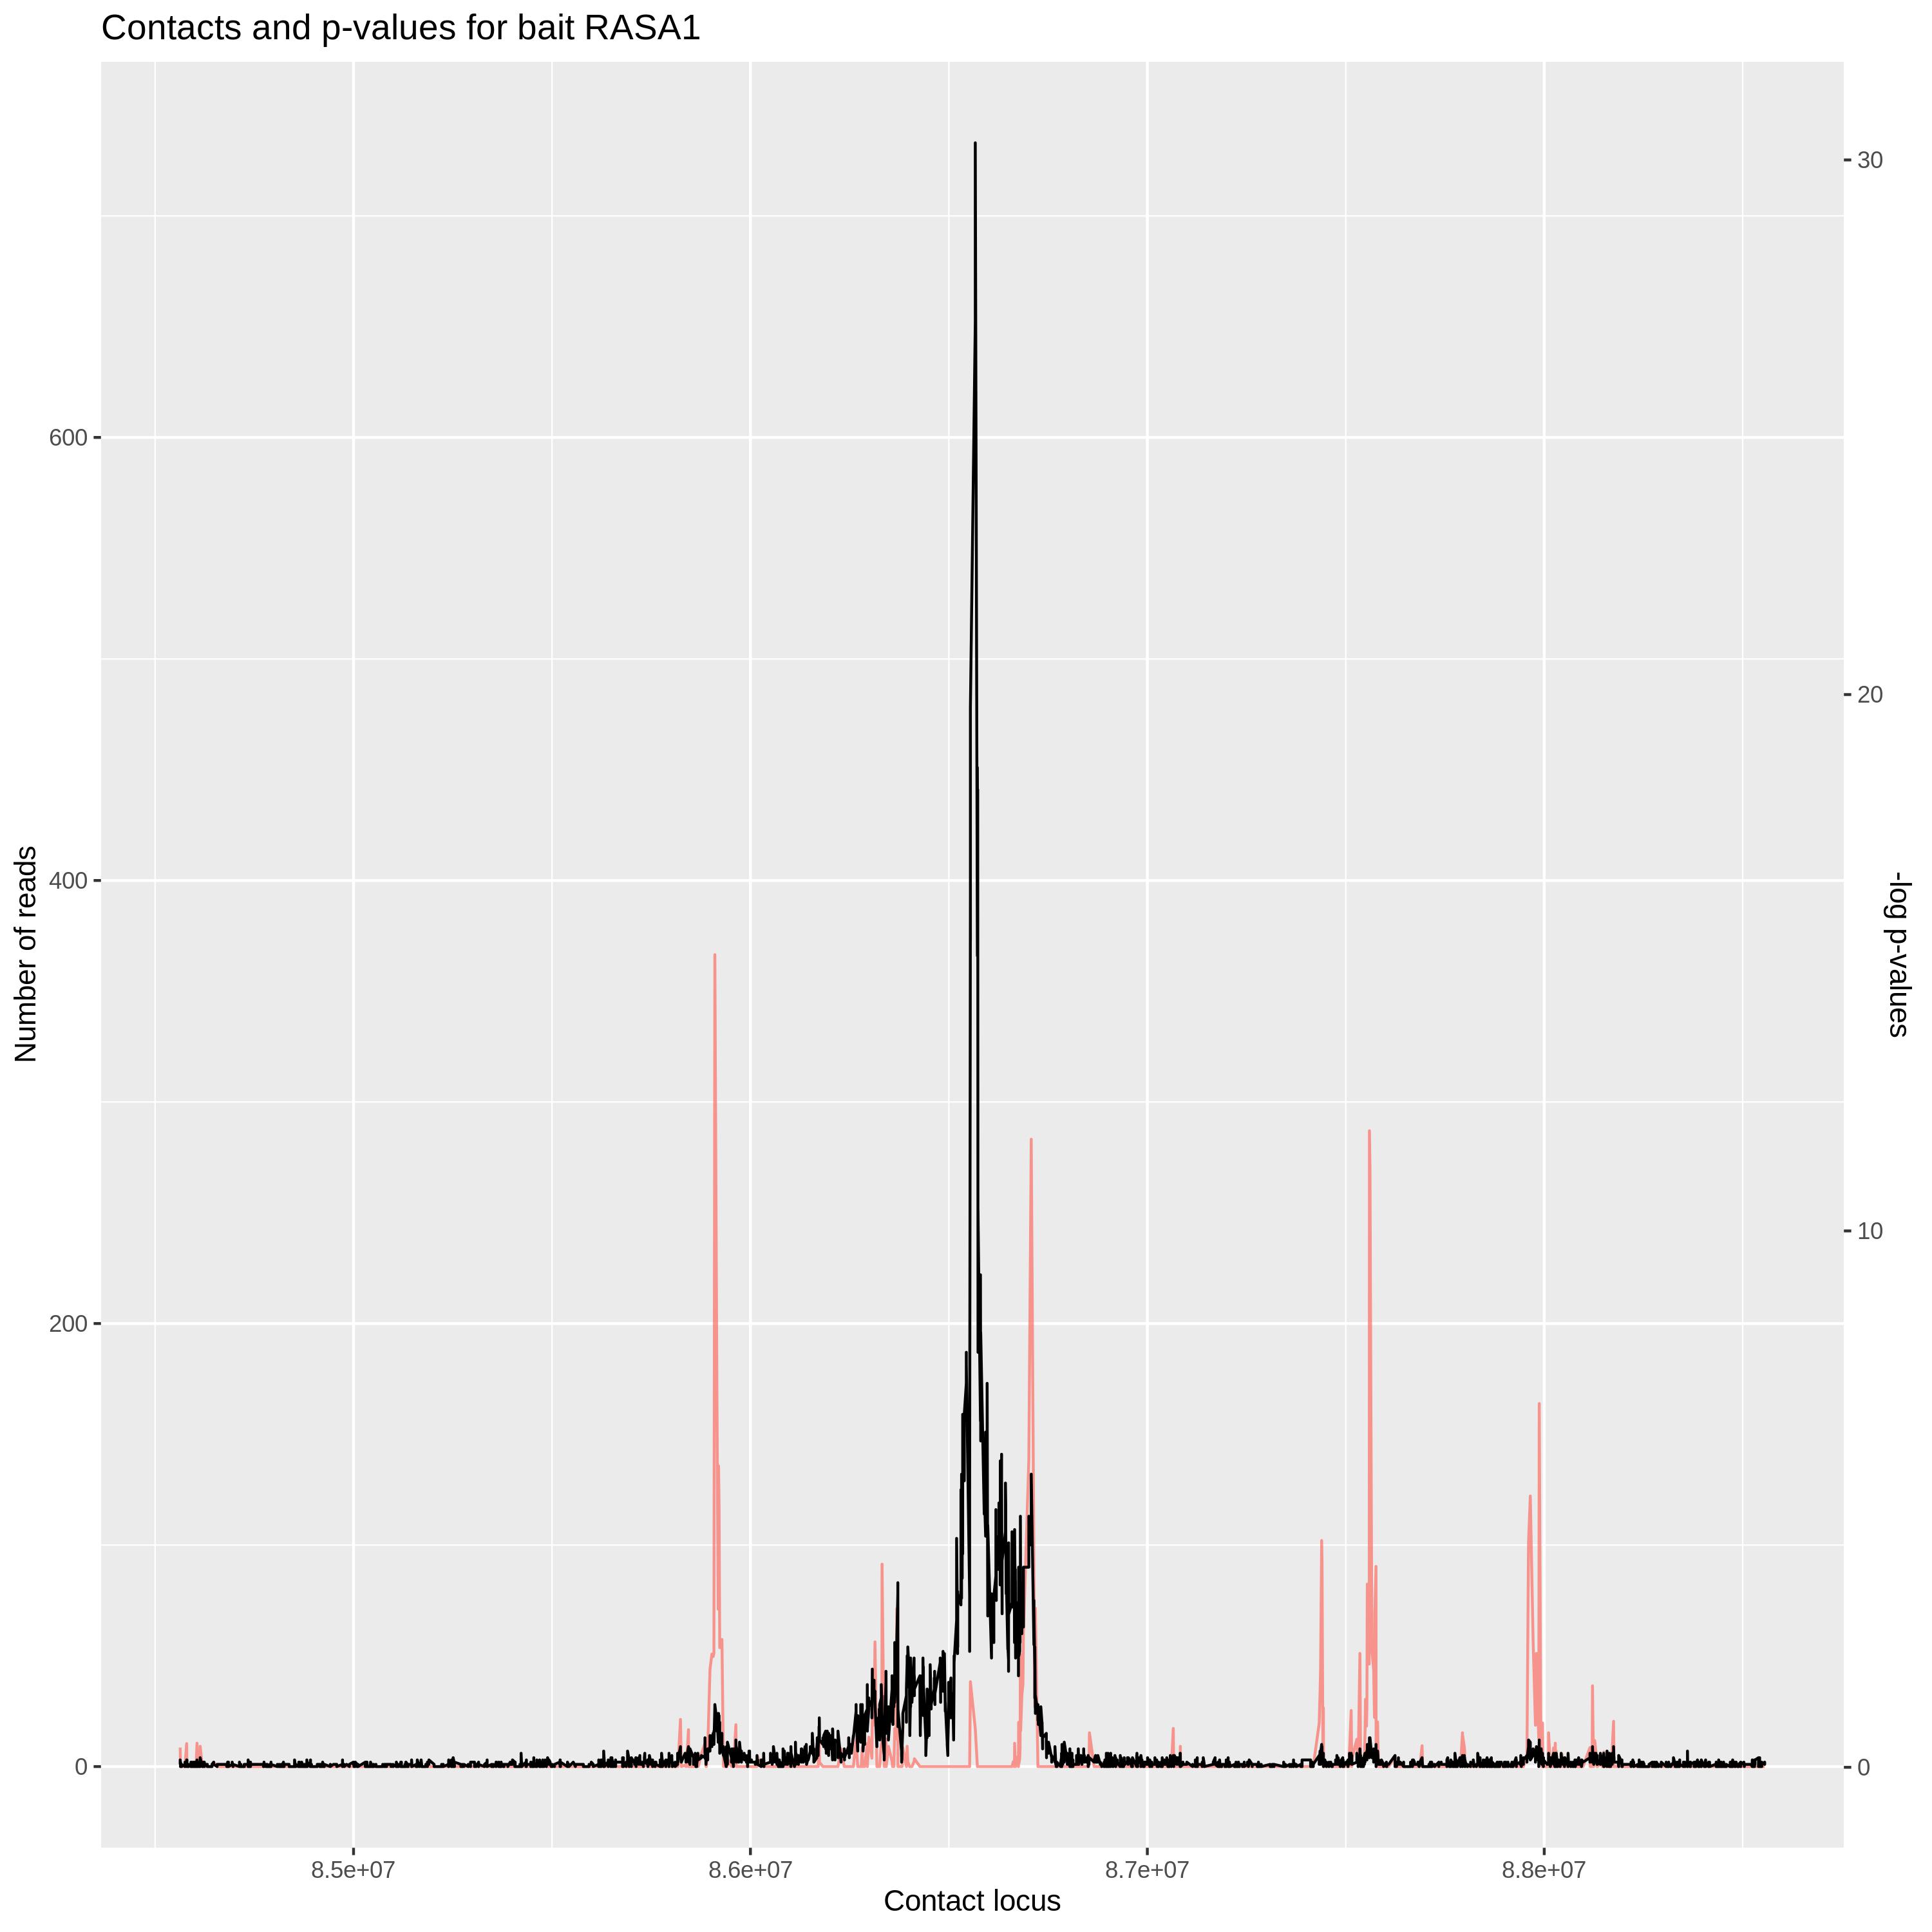 Contacts and p-values for bait RASA1
600
400
200
0
Number of reads
30
20
10
0
-log p-values
8.5e+07
8.6e+07
8.7e+07
8.8e+07
Contact locus